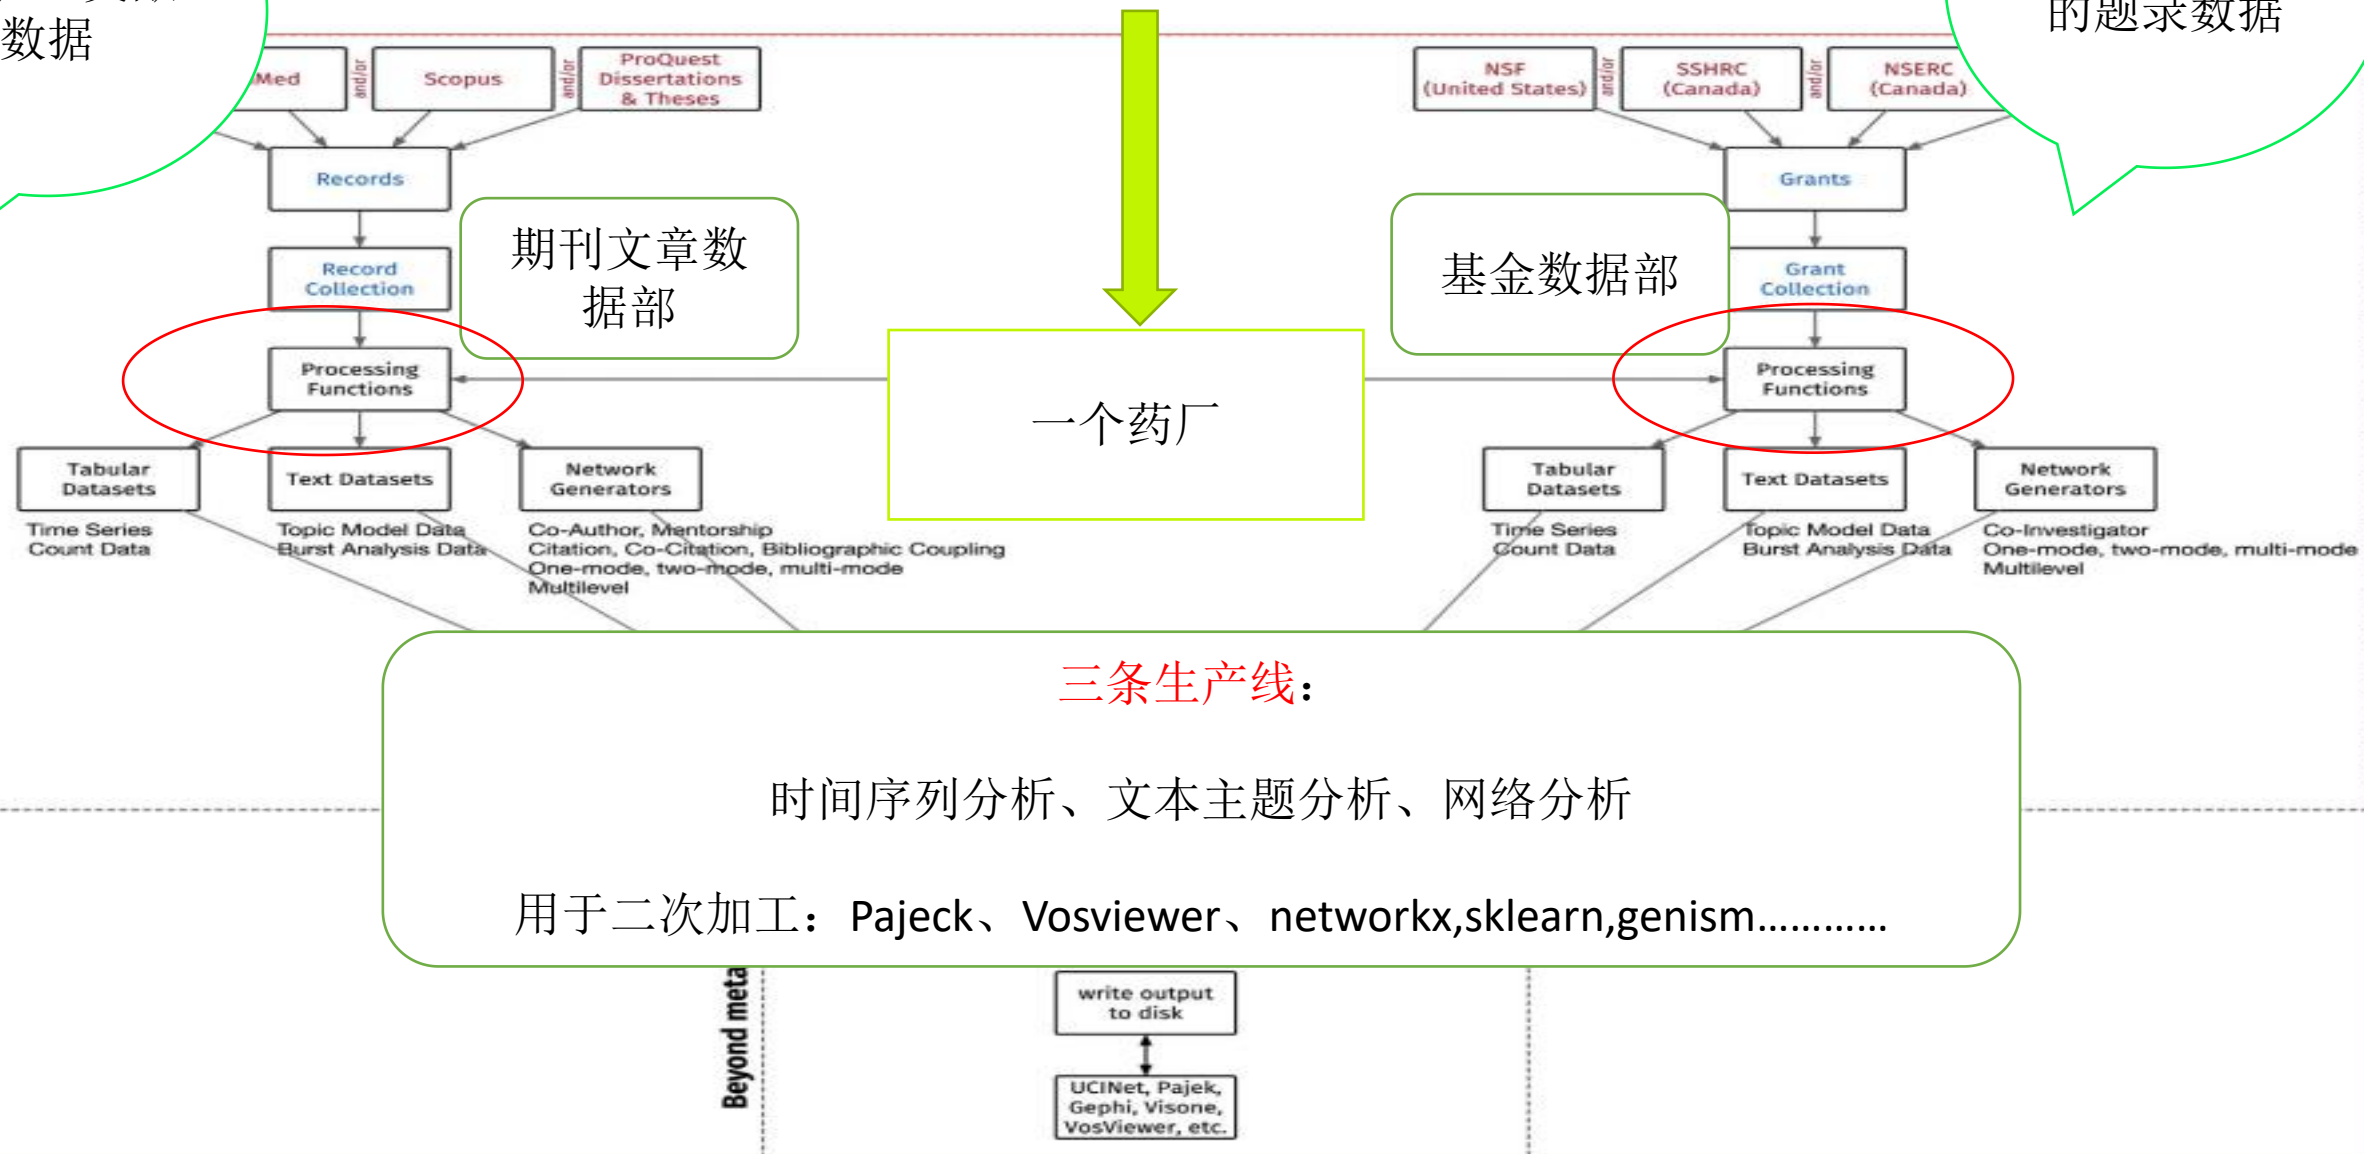 数据
的题录数据
Med
and/or
Scopus
and/or
ProQuest
Dissertations
& Theses
NSF
(United States)
and/or
SSHRC
(Canada)
and/or
NSERC
(Canada)
Records
Grants
Record
Collection
期刊文章数
据部
基金数据部
Grant
Collection
Processing
Functions
一个药厂
Processing
Functions
Tabular
Datasets
Text Datasets
Network
Generators
Time Series
Count Data
Topic Model Data
Burst Analysis Data
Co-Author, Mentorship
Citation, Co-Citation, Bibliographic Coupling
One-mode, two-mode, multi-mode
Multilevel
Tabular
Datasets
Text Datasets
Network
Generators
Time Series
Count Data
Topic Model Data
Burst Analysis Data
Co-Investigator
One-mode, two-mode, multi-mode
Multilevel
三条生产线：
时间序列分析、文本主题分析、网络分析
用于二次加工：Pajeck、Vosviewer、networkx,sklearn,genism…………
Beyond meta
write output
to disk
UCINet, Pajek,
Gephi, Visone,
VosViewer, etc.